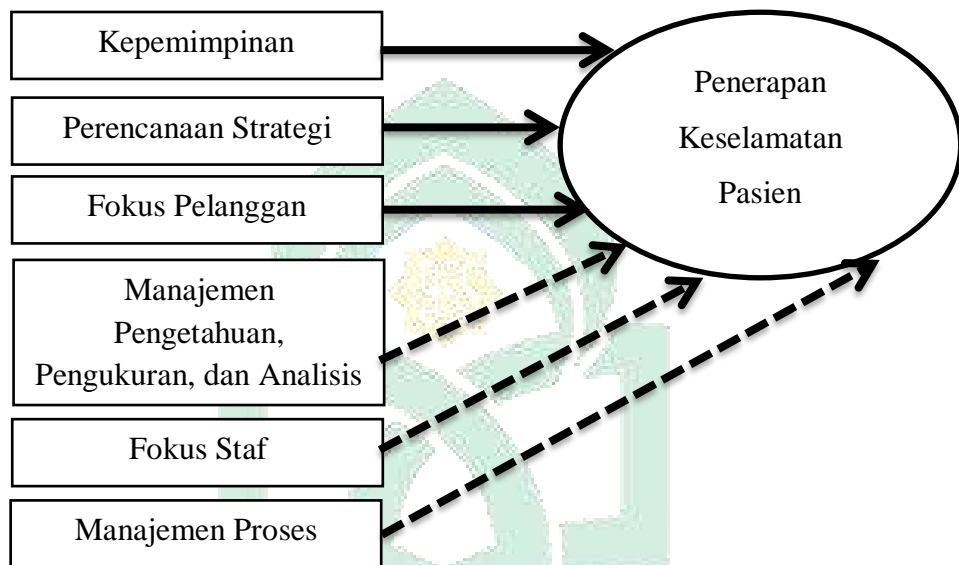 Kepemimpinan
Perencanaan Strategi
Fokus Pelanggan
Manajemen
Pengetahuan,
Pengukuran, dan Analisis
Fokus Staf
Manajemen Proses
Penerapan
Keselamatan
Pasien